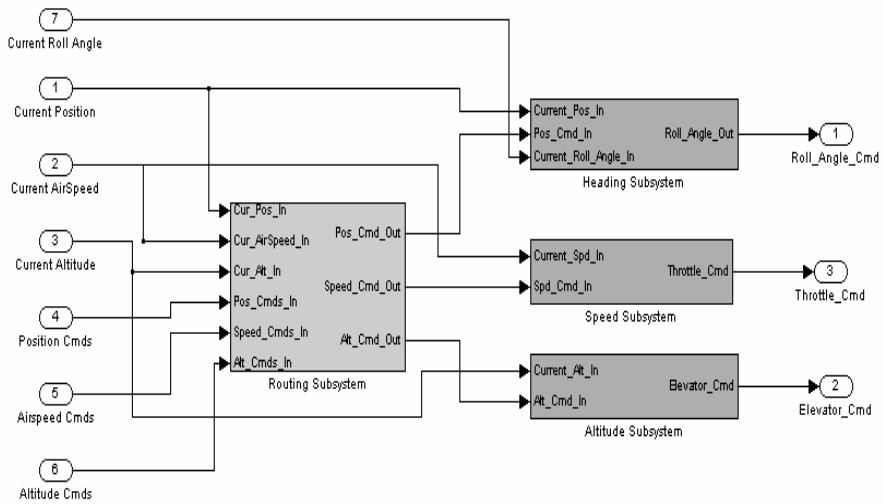 7
Current Roll Angle
1
Current Position
2
Current AirSpeed
3
Current Altitude
4
Position Cmds
5
Airspeed Cmds
6
Altitude Cmds
Cur_Pos_In
Cur_AirSpeed_In
Cur_Alt_In
Pos_Cmds_In
Speed_Cmds_In
Alt_Cmds_In
Pos_Cmd_Out
Speed_Cmd_Out
Alt_Cmd_Out
Routing Subsystem
Current_Pos_In
Pos_Cmd_In
Current_Roll_Angle_In
Roll_Angle_Out
Heading Subsystem
Current_Spd_In
Spd_Cmd_In
Throttle_Cmd
Speed Subsystem
Current_Alt_In
Alt_Cmd_In
Elevator_Cmd
Altitude Subsystem
1
Roll_Angle_Cmd
3
Throttle_Cmd
2
Elevator_Cmd